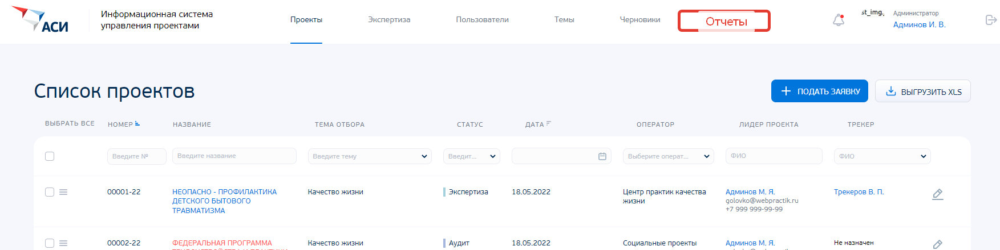 АСИ
Информационная система
управления проектами
Проекты
Экспертиза
Пользователи
Темы
Черновики
Отчеты
st_img.
Администратор
Админов И. В.
Список проектов
ПОДАТЬ ЗАЯВКУ
ВЫГРУЗИТЬ XLS
ВЫБРАТЬ ВСЕ
НОМЕР
НАЗВАНИЕ
ТЕМА ОТБОРА
СТАТУС
ДАТА
ОПЕРАТОР
ЛИДЕР ПРОЕКТА
ТРЕКЕР
Введите №
Введите название
Введите тему
Введит...
Выберите операт...
ФИО
ФИО
00001-22
НЕОПАСНО - ПРОФИЛАКТИКА
ДЕТСКОГО БЫТОВОГО
ТРАВМАТИЗМА
Качество жизни
Экспертиза
18.05.2022
Центр практик качества
жизни
Админов М. Я.
golovko@webpractik.ru
+7 999 999-99-99
Трекеров В. П.
00002-22
ФЕДЕРАЛЬНАЯ ПРОГРАММА
Качество жизни
Аудит
18.05.2022
Социальные проекты
Админов М. Я.
Не назначен